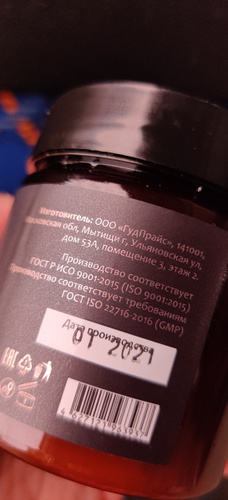 Изготовитель: ООО «ГудПрайс», 141001,
Московская обл, Мытищи г, Ульяновская ул,
дом 53А, помещение 3, этаж 2.
Производство соответствует
ГОСТ Р ИСО 9001-2015 (ISO 9001:2015)
Производство соответствует требованиям
ГОСТ ISO 22716-2016 (GMP)
Дата производства
01 2021
EAC